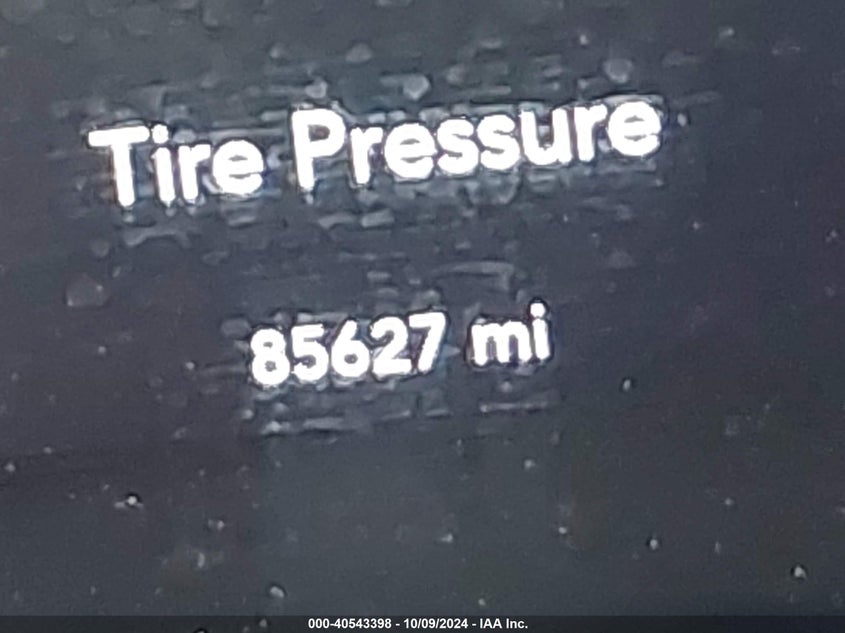 Tire Pressure
85627 mi
000-40543398 - 10/09/2024 - IAA Inc.